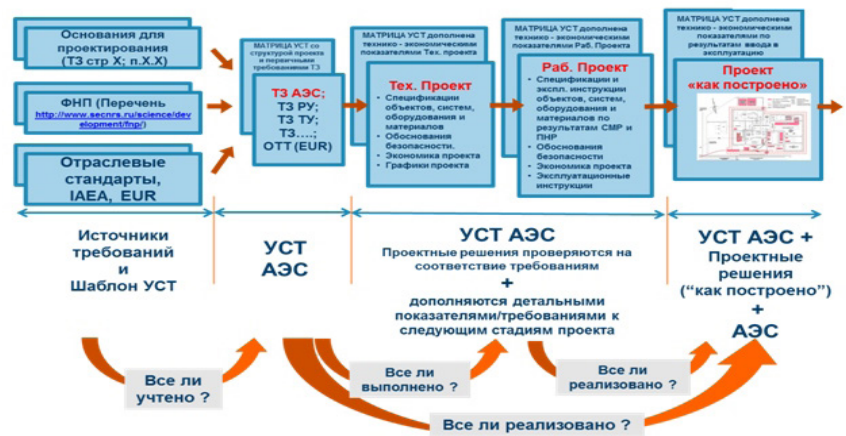 Основания для
проектирования
(ТЗ стр X; п.X.X)
ФНП (Перечень
http://www.secnrs.ru/science/dev
elopment/fnp/)
Отраслевые
стандарты,
IAEA, EUR
МАТРИЦА УСТ со
структурой проекта
и первичными
требованиями ТЗ
ТЗ АЭС;
ТЗ РУ;
ТЗ ТУ;
ТЗ….;
ОТТ (EUR)
МАТРИЦА УСТ дополнена
технико - экономическими
показателями Тех. проекта
Тех. Проект
• Спецификации
объектов, систем,
оборудования и
материалов
• Обоснования
безопасности.
• Экономика проекта
• Графики проекта
МАТРИЦА УСТ дополнена
технико - экономическими
показателями Раб. Проекта
Раб. Проект
• Спецификации и
экспл. инструкции
объектов, систем,
оборудования и
материалов по
результатам СМР и
ПНР
• Обоснования
безопасности
• Экономика проекта
• Эксплуатационные
инструкции
МАТРИЦА УСТ дополнена
технико - экономическими
показателями по
результатам ввода в
эксплуатацию
Проект
«как построено»
Источники
требований
и
Шаблон УСТ
УСТ
АЭС
УСТ АЭС
Проектные решения проверяются на
соответствие требованиям
+
дополняются детальными
показателями/требованиями к
следующим стадиям проекта
УСТ АЭС +
Проектные
решения
(“как построено”)
+
АЭС
Все ли
учтено ?
Все ли
выполнено ?
Все ли
реализовано ?
Все ли реализовано ?